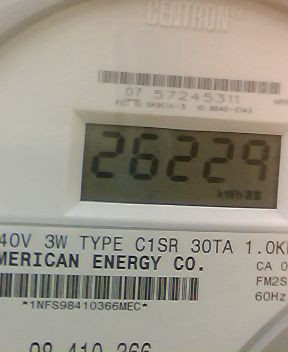 CENTRON®
07 57245311
26229
kWh
40V 3W TYPE C1SR 30TA 1.0K
MERICAN ENERGY CO.
CA 0
FM2S
60Hz
*1NFS98410366MEC*
98 410 366